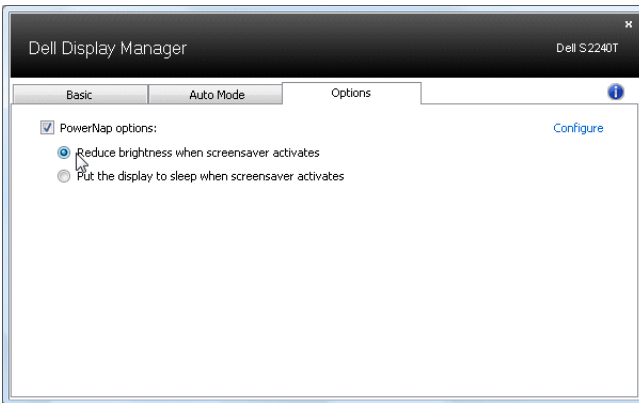 Dell Display Manager
Dell S2240T
Basic
Auto Mode
Options
PowerNap options:
Configure
Reduce brightness when screensaver activates
Put the display to sleep when screensaver activates